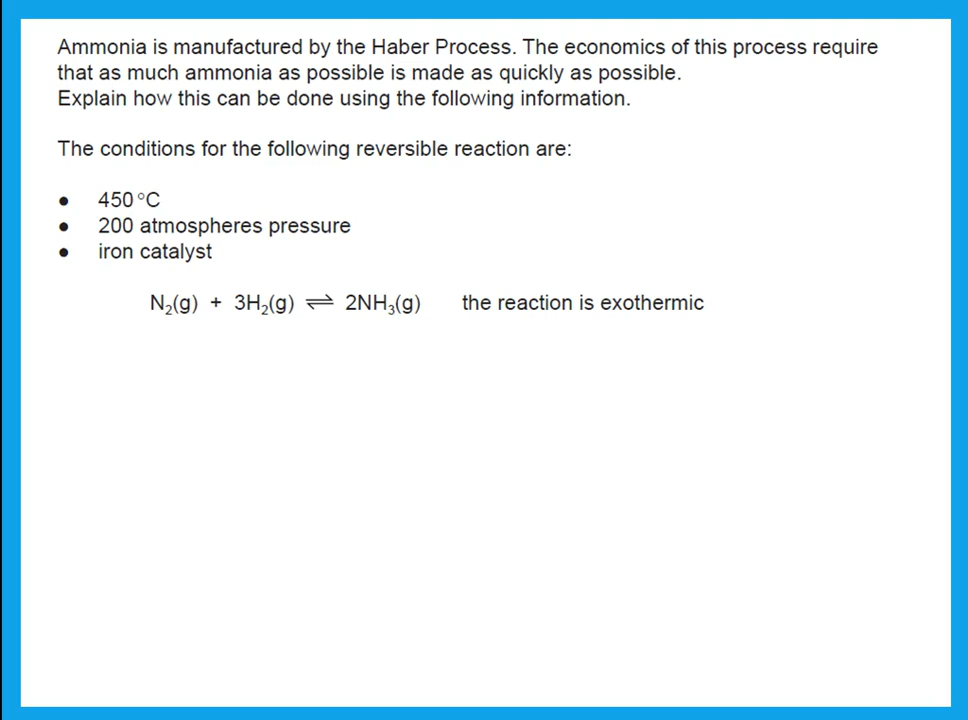 Ammonia is manufactured by the Haber Process. The economics of this process require
that as much ammonia as possible is made as quickly as possible.
Explain how this can be done using the following information.
The conditions for the following reversible reaction are:
● 450 °C
● 200 atmospheres pressure
● iron catalyst
N₂(g) + 3H₂(g) ⇌ 2NH₃(g) the reaction is exothermic